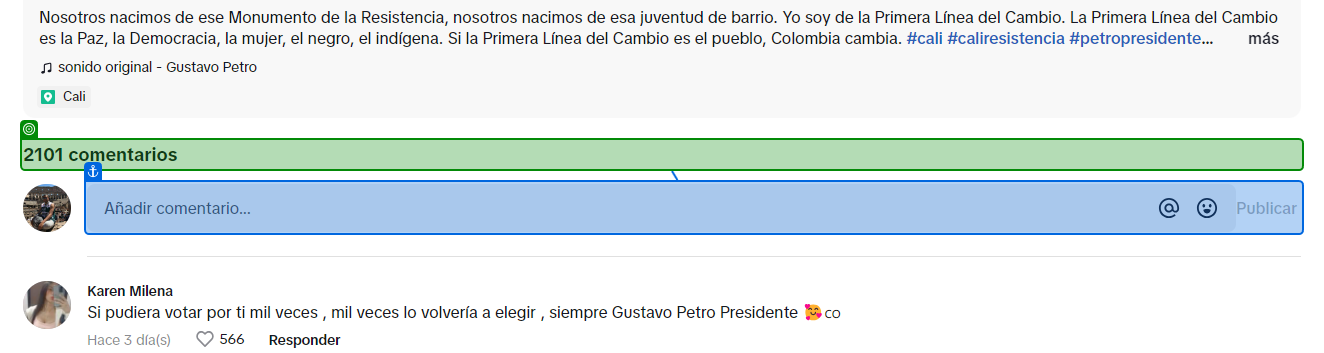 Nosotros nacimos de ese Monumento de la Resistencia, nosotros nacimos de esa juventud de barrio. Yo soy de la Primera Línea del Cambio. La Primera Línea del Cambio
es la Paz, la Democracia, la mujer, el negro, el indígena. Si la Primera Línea del Cambio es el pueblo, Colombia cambia. #cali #caliresistencia #petropresidente... más
sonido original - Gustavo Petro
Cali
2101 comentarios
Añadir comentario...
Publicar
Karen Milena
Si pudiera votar por ti mil veces , mil veces lo volvería a elegir , siempre Gustavo Petro Presidente 🥰co
Hace 3 día(s) 566 Responder